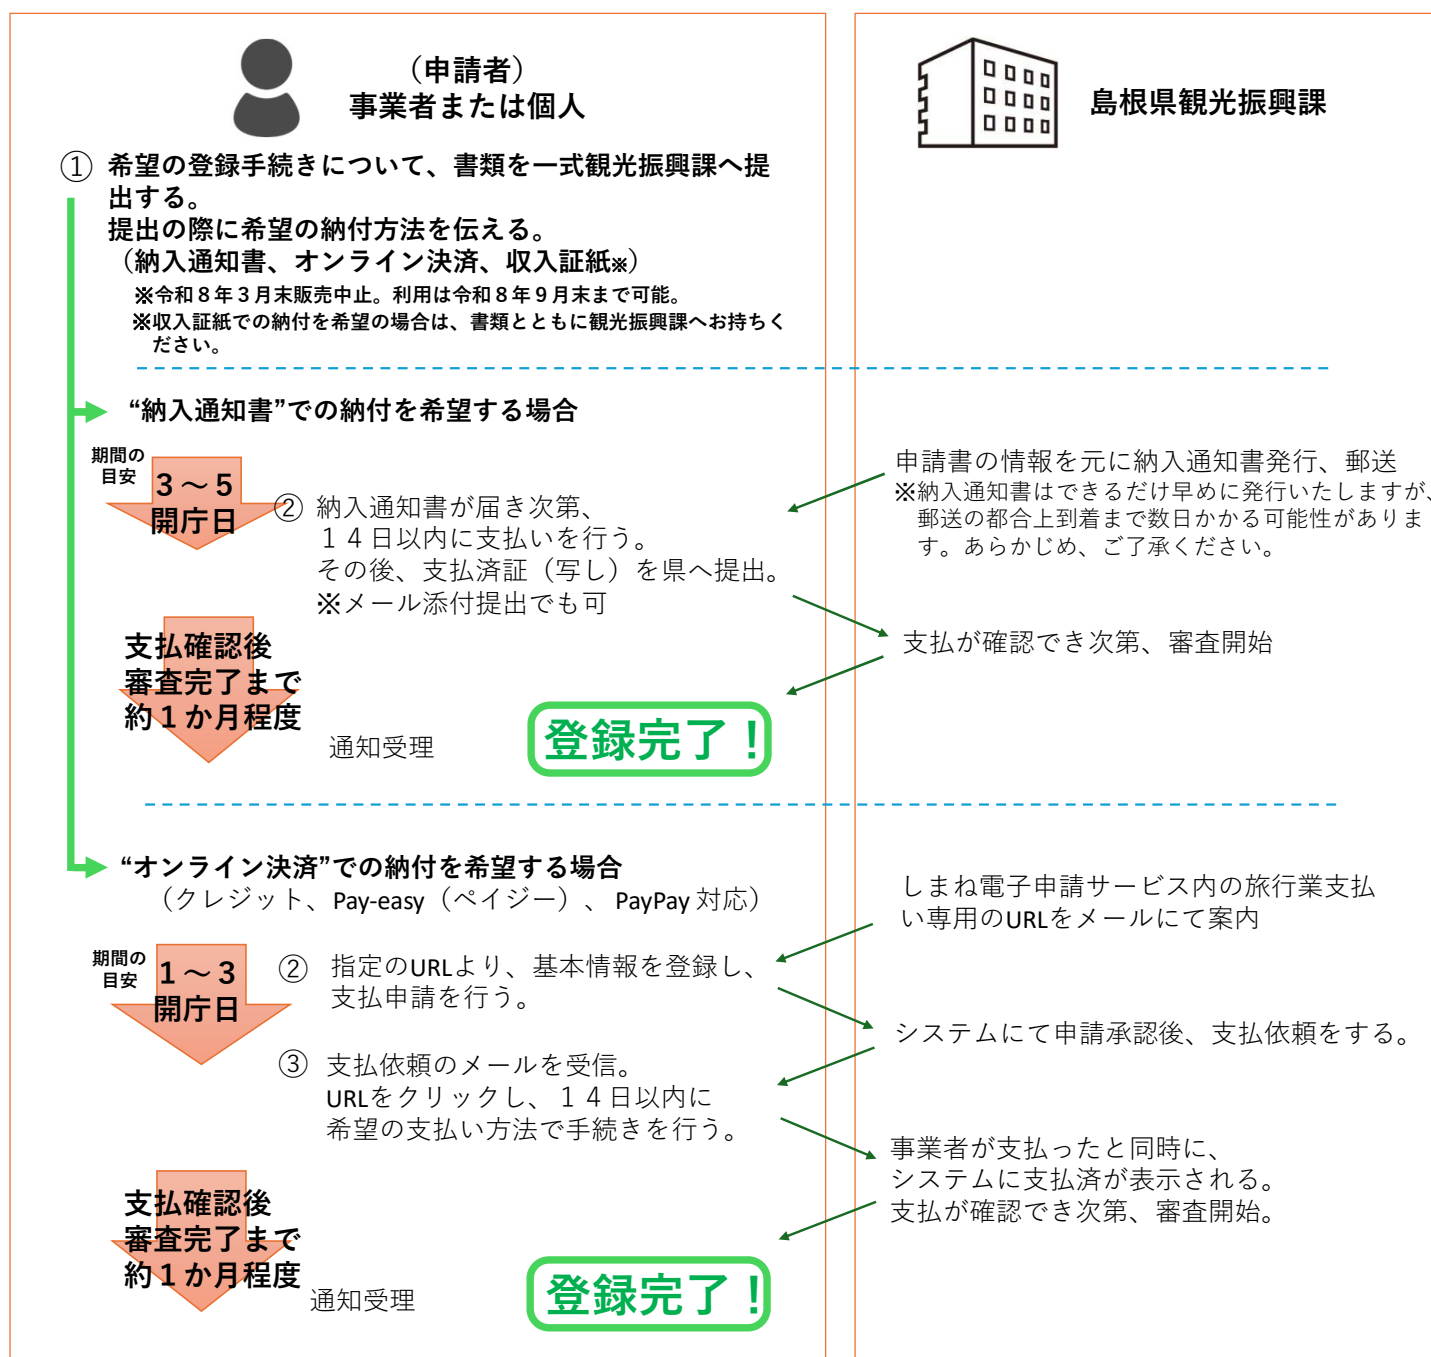 （申請者）
事業者または個人
島根県観光振興課
① 希望の登録手続きについて、書類を一式観光振興課へ提
出する。
提出の際に希望の納付方法を伝える。
（納入通知書、オンライン決済、収入証紙※）
※令和８年３月末販売中止。利用は令和８年９月末まで可能。
※収入証紙での納付を希望の場合は、書類とともに観光振興課へお持ちく
ださい。
“納入通知書”での納付を希望する場合
期間の
目安
３～５
開庁日
申請書の情報を元に納入通知書発行、郵送
※納入通知書はできるだけ早めに発行いたしますが、
郵送の都合上到着まで数日かかる可能性がありま
す。あらかじめ、ご了承ください。
② 納入通知書が届き次第、
１４日以内に支払いを行う。
その後、支払済証（写し）を県へ提出。
※メール添付提出でも可
支払が確認でき次第、審査開始
支払確認後
審査完了まで
約１か月程度
通知受理
登録完了！
“オンライン決済”での納付を希望する場合
（クレジット、Pay-easy（ペイジー）、PayPay 対応）
しまね電子申請サービス内の旅行業支払
い専用のURLをメールにて案内
期間の
目安
１～３
開庁日
② 指定のURLより、基本情報を登録し、
支払申請を行う。
システムにて申請承認後、支払依頼をする。
③ 支払依頼のメールを受信。
URLをクリックし、１４日以内に
希望の支払い方法で手続きを行う。
事業者が支払ったと同時に、
システムに支払済が表示される。
支払が確認でき次第、審査開始。
支払確認後
審査完了まで
約１か月程度
通知受理
登録完了！